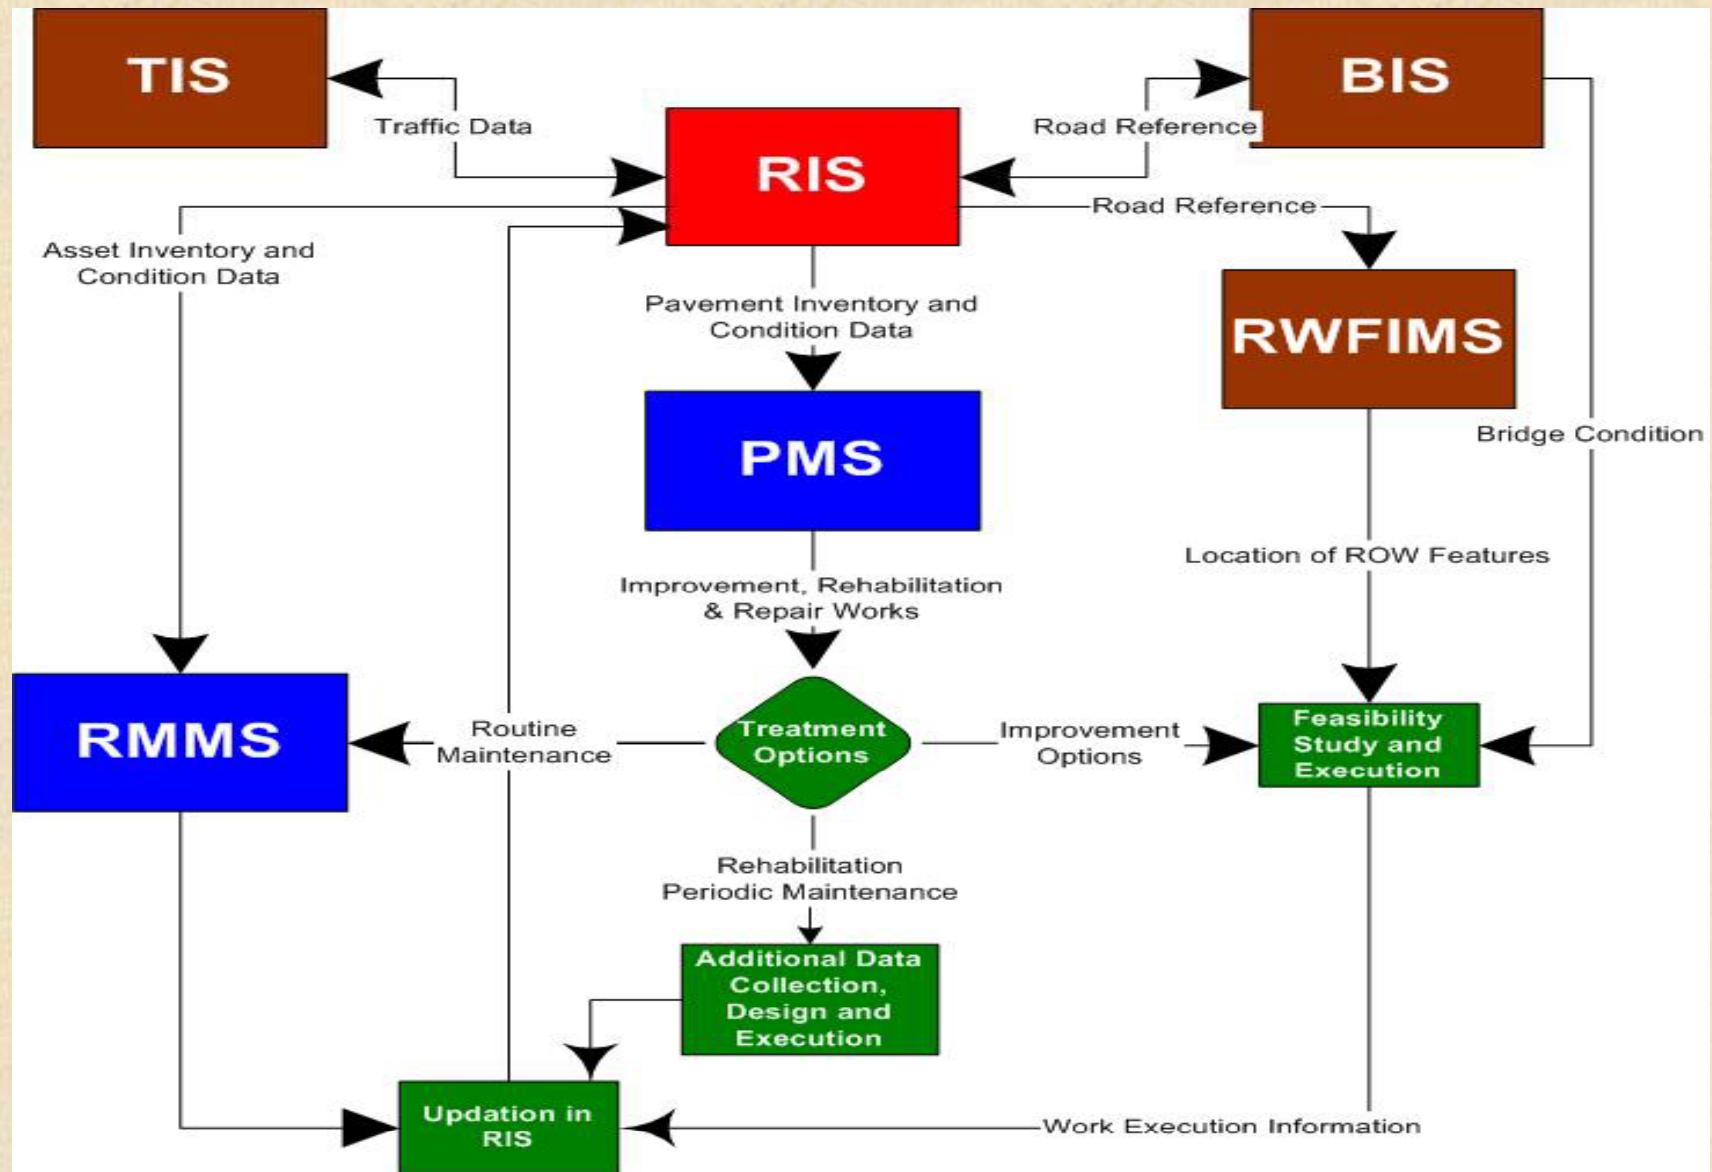 TIS
BIS
Traffic Data
Road Reference
RIS
Road Reference
Asset Inventory and
Condition Data
Pavement Inventory and
Condition Data
RWFIMS
PMS
Bridge Condition
Location of ROW Features
Improvement, Rehabilitation
& Repair Works
RMMS
Routine
Maintenance
Treatment
Options
Improvement
Options
Feasibility
Study and
Execution
Rehabilitation
Periodic Maintenance
Additional Data
Collection,
Design and
Execution
Updation in
RIS
Work Execution Information